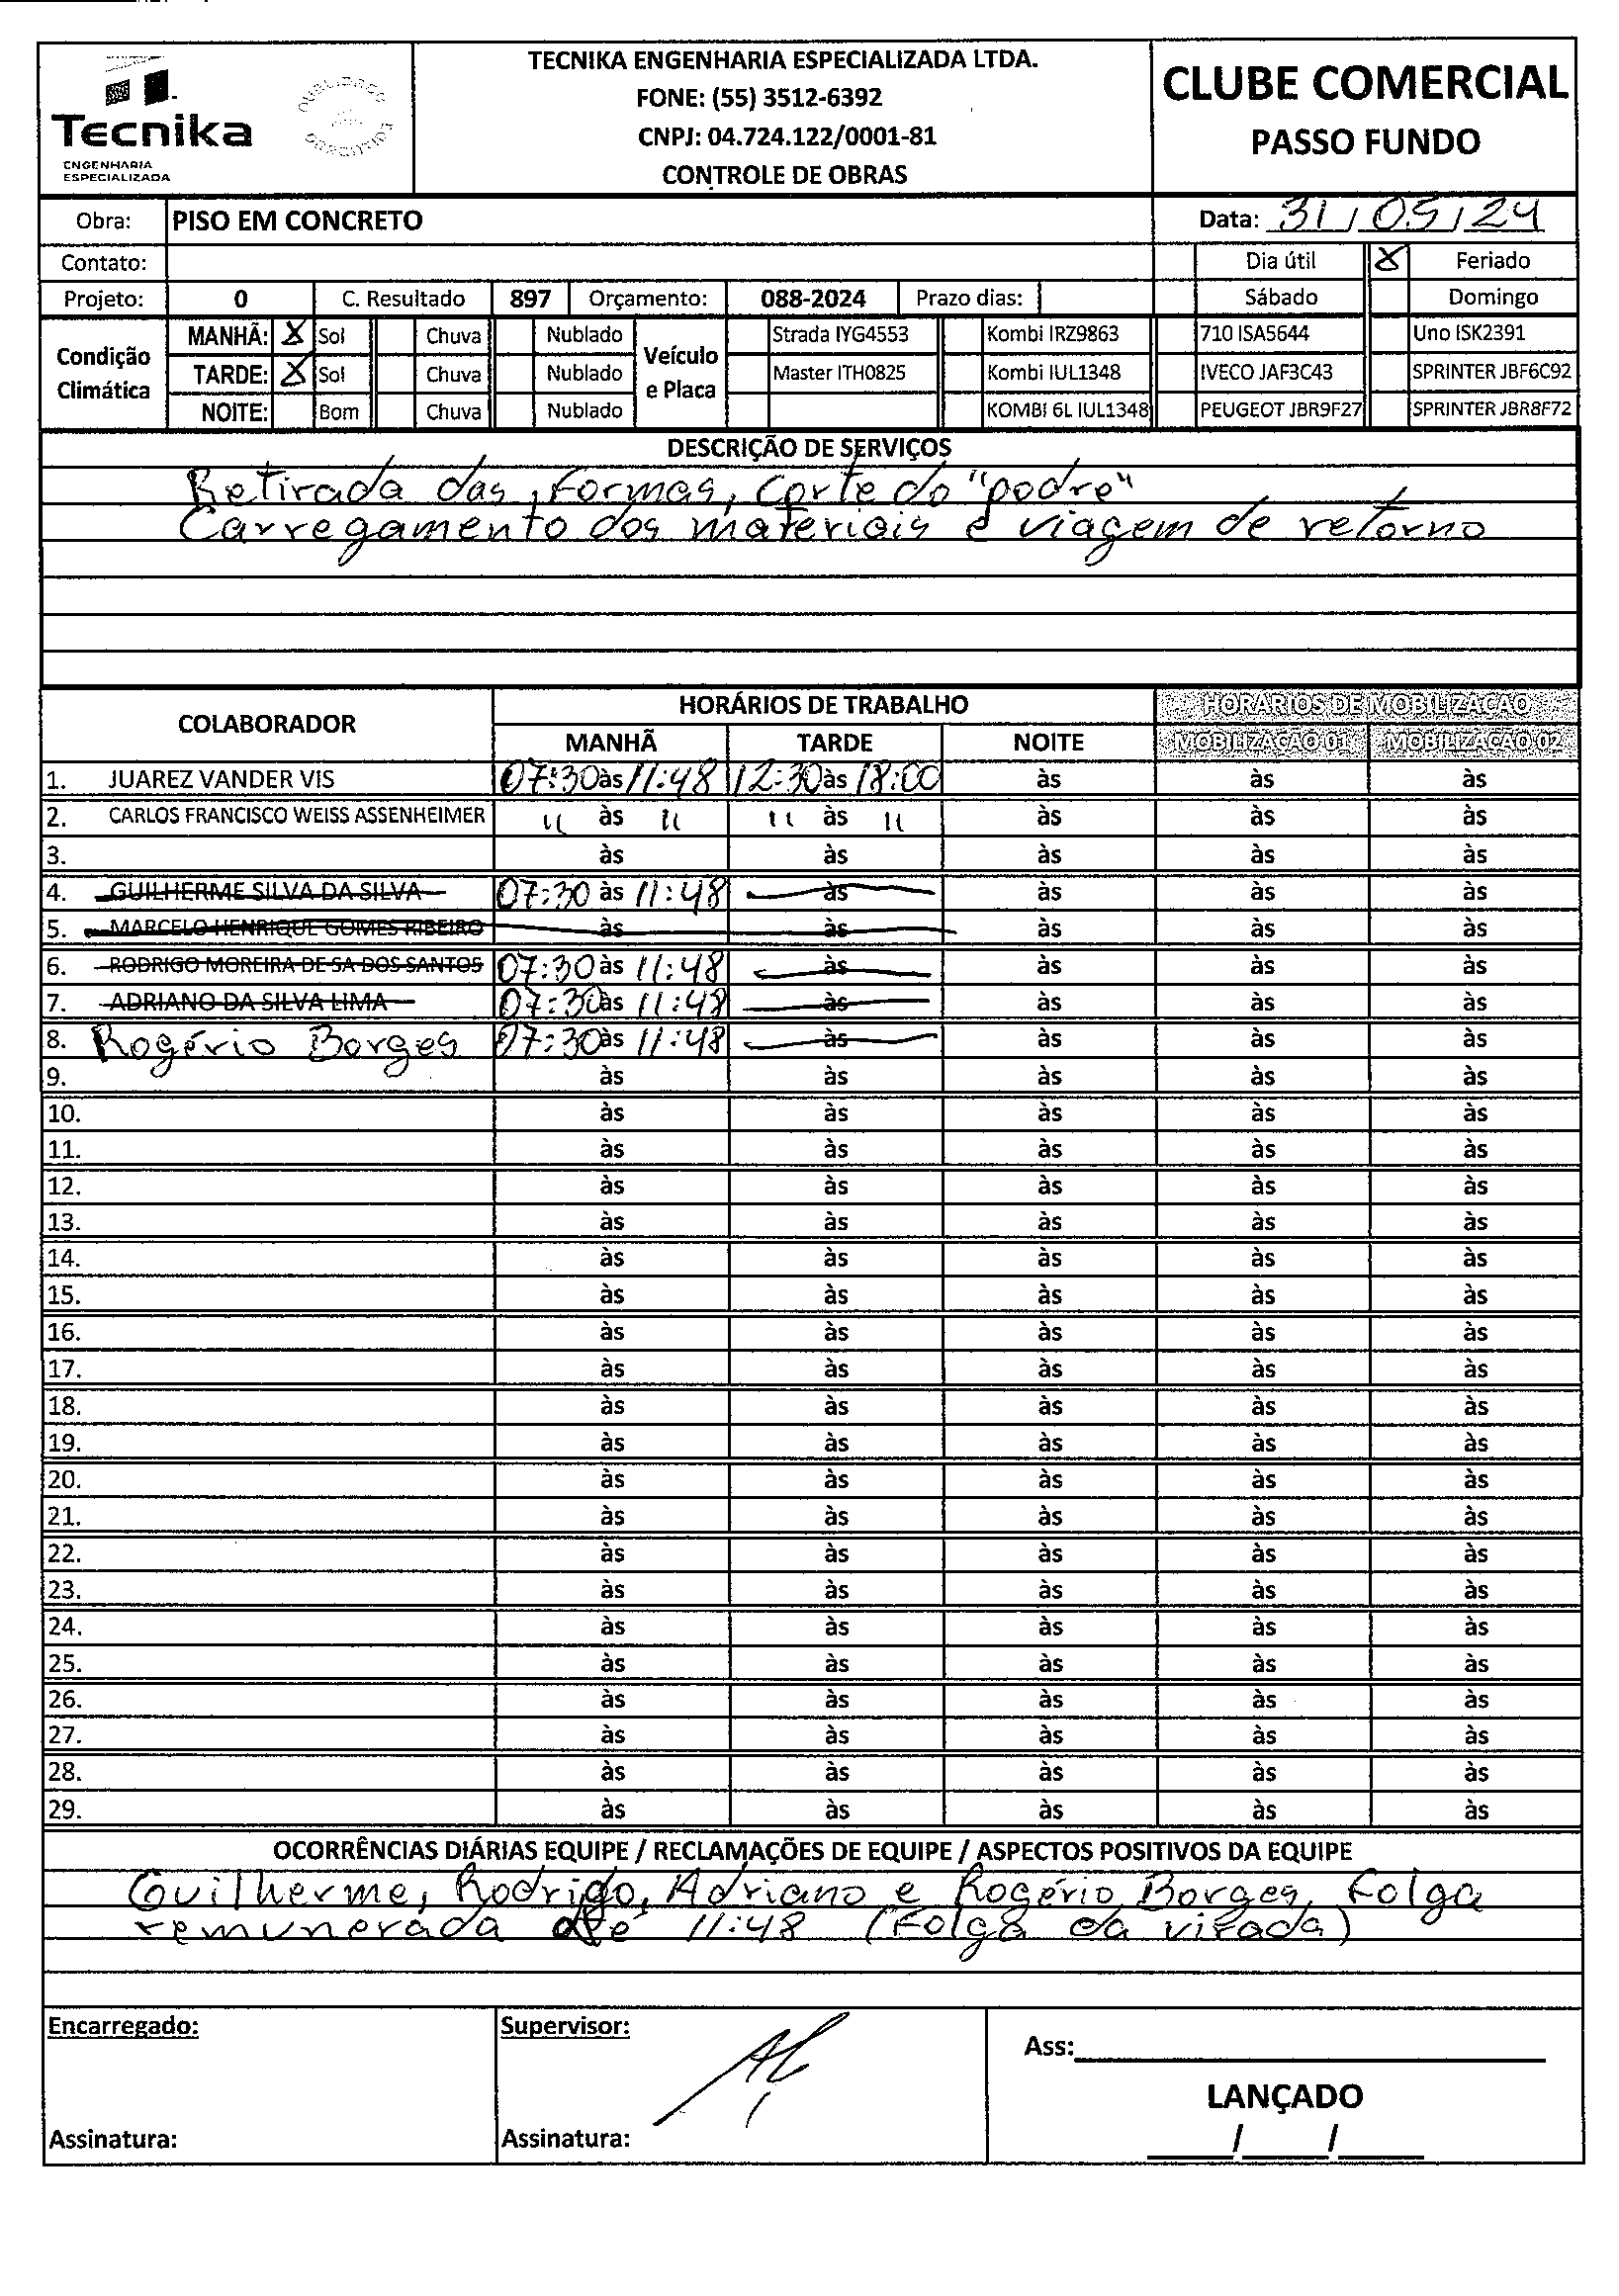 Tecnika
ENGENHARIA
ESPECIALIZADA
TECNIKA ENGENHARIA ESPECIALIZADA LTDA.
FONE: (55) 3512-6392
CNPJ: 04.724.122/0001-81
CONTROLE DE OBRAS
CLUBE COMERCIAL
PASSO FUNDO
Obra: PISO EM CONCRETO Data: 31/05/24
Contato: Dia útil X Feriado
Projeto: 0 C. Resultado 897 Orçamento: 088-2024 Prazo dias: Sábado Domingo
Condição Climática
MANHÃ: X Sol Chuva Nublado
TARDE: X Sol Chuva Nublado
NOITE: Bom Chuva Nublado
Veículo e Placa
Strada IYG4553 Kombi IRZ9863 710 ISA5644 Uno ISK2391
Master ITH0825 Kombi IUL1348 IVECO JAF3C43 SPRINTER JBF6C92
KOMBI 6L IUL1348 PEUGEOT JBR9F27 SPRINTER JBR8F72
DESCRIÇÃO DE SERVIÇOS
Retirada das formas, corte do "podre"
Carregamento dos materiais e viagem de retorno
COLABORADOR HORÁRIOS DE TRABALHO HORÁRIOS DE MOBILIZAÇÃO
MANHÃ TARDE NOITE MOBILIZAÇÃO 01 MOBILIZAÇÃO 02
1. JUAREZ VANDER VIS 07:30 às 11:48 12:30 às 18:00 às às às
2. CARLOS FRANCISCO WEISS ASSENHEIMER " às " " às " às às às
3. às às às às às
4. GUILHERME SILVA DA SILVA 07:30 às 11:48 às às às às
5. MARCELO HENRIQUE GOMES RIBEIRO às às às às às
6. RODRIGO MOREIRA DE SA DOS SANTOS 07:30 às 11:48 às às às às
7. ADRIANO DA SILVA LIMA 07:30 às 11:48 às às às às
8. Rogério Borges 07:30 às 11:48 às às às às
9. às às às às às
10. às às às às às
11. às às às às às
12. às às às às às
13. às às às às às
14. às às às às às
15. às às às às às
16. às às às às às
17. às às às às às
18. às às às às às
19. às às às às às
20. às às às às às
21. às às às às às
22. às às às às às
23. às às às às às
24. às às às às às
25. às às às às às
26. às às às às às
27. às às às às às
28. às às às às às
29. às às às às às
OCORRÊNCIAS DIÁRIAS EQUIPE / RECLAMAÇÕES DE EQUIPE / ASPECTOS POSITIVOS DA EQUIPE
Guilherme, Rodrigo, Adriano e Rogério Borges, Folga
remunerada até 11:48 (Folga da virada)
Encarregado: Supervisor: Ass:
LANÇADO
Assinatura: Assinatura: / /